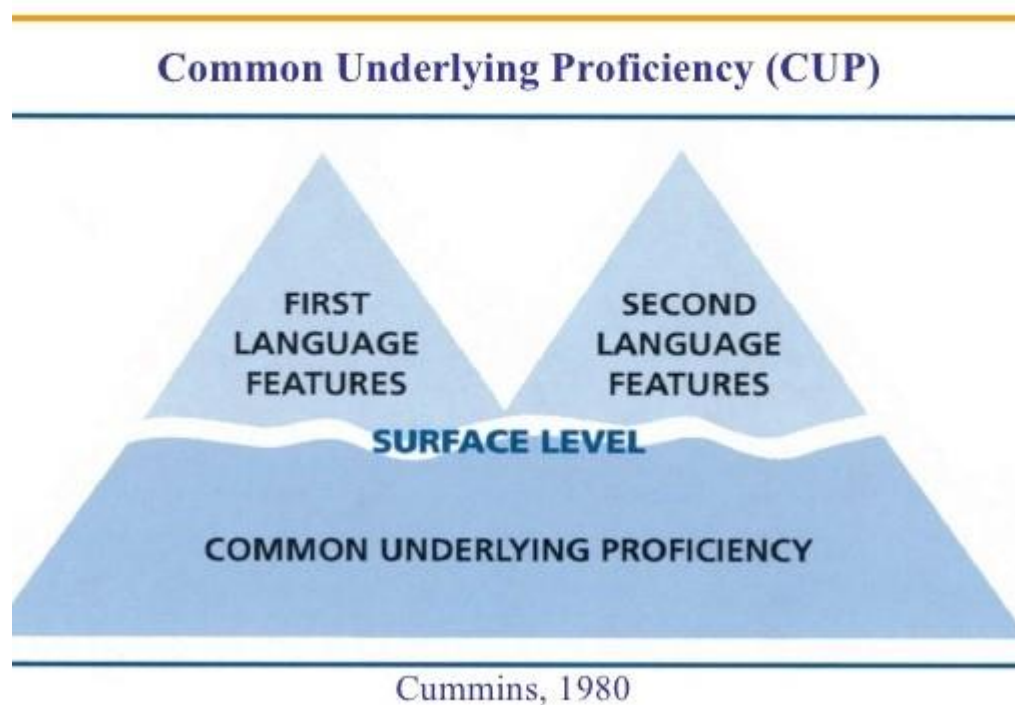 Common Underlying Proficiency (CUP)
FIRST
LANGUAGE
FEATURES
SECOND
LANGUAGE
FEATURES
SURFACE LEVEL
COMMON UNDERLYING PROFICIENCY
Cummins, 1980